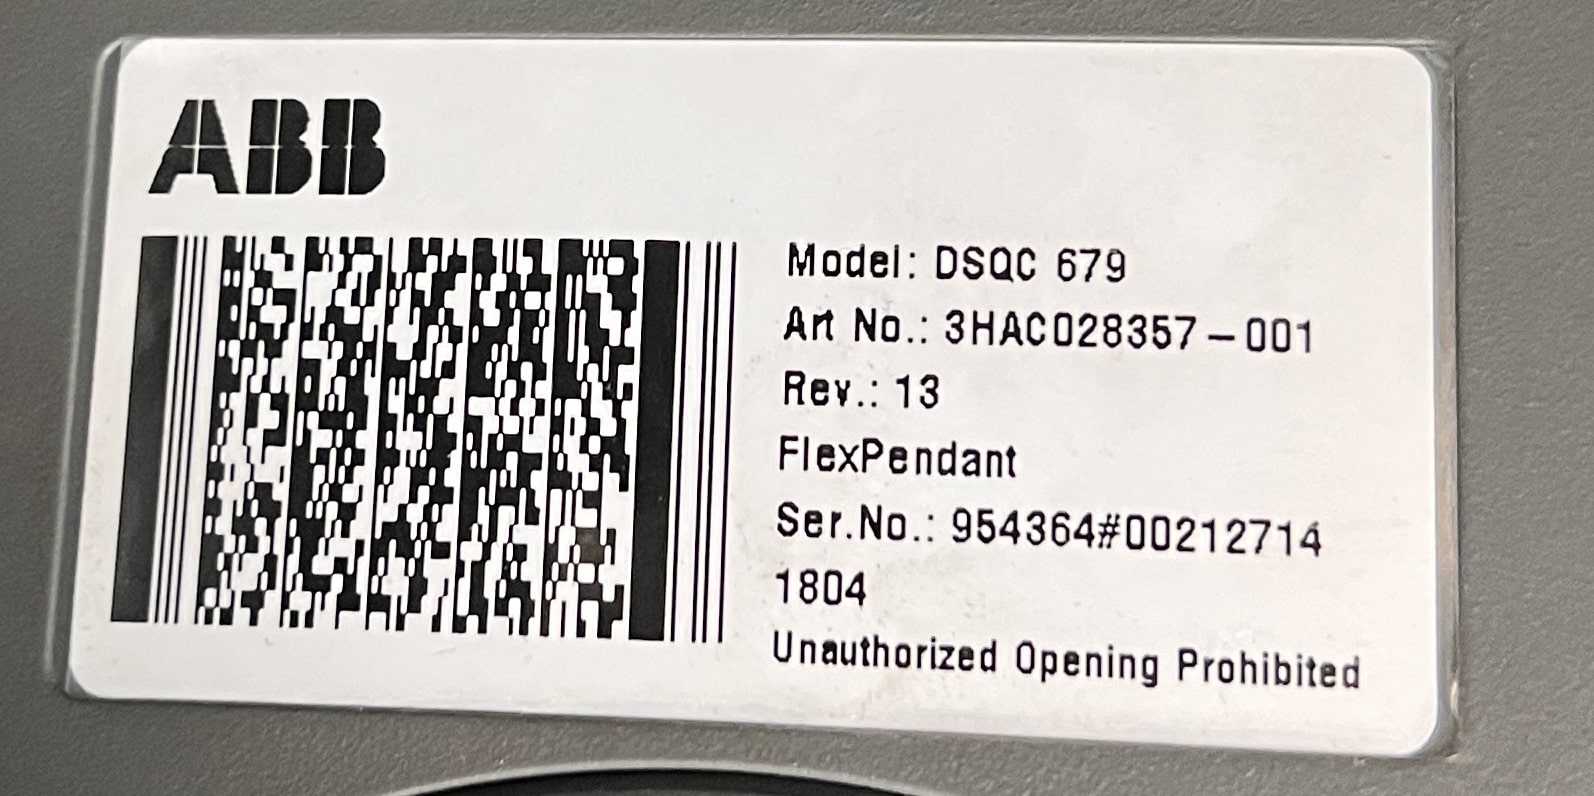 ABB
Model: DSQC 679
Art No.: 3HAC028357-001
Rev.: 13
FlexPendant
Ser.No.: 954364#00212714
1804
Unauthorized Opening Prohibited